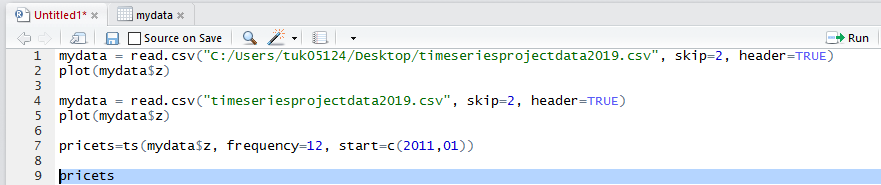 Untitled1*
mydata
Source on Save
Run
1 mydata = read.csv("C:/Users/tuk05124/Desktop/timeseriesprojectdata2019.csv", skip=2, header=TRUE)
2 plot(mydata$z)
3
4 mydata = read.csv("timeseriesprojectdata2019.csv", skip=2, header=TRUE)
5 plot(mydata$z)
6
7 pricets=ts(mydata$z, frequency=12, start=c(2011,01))
8
9 pricets